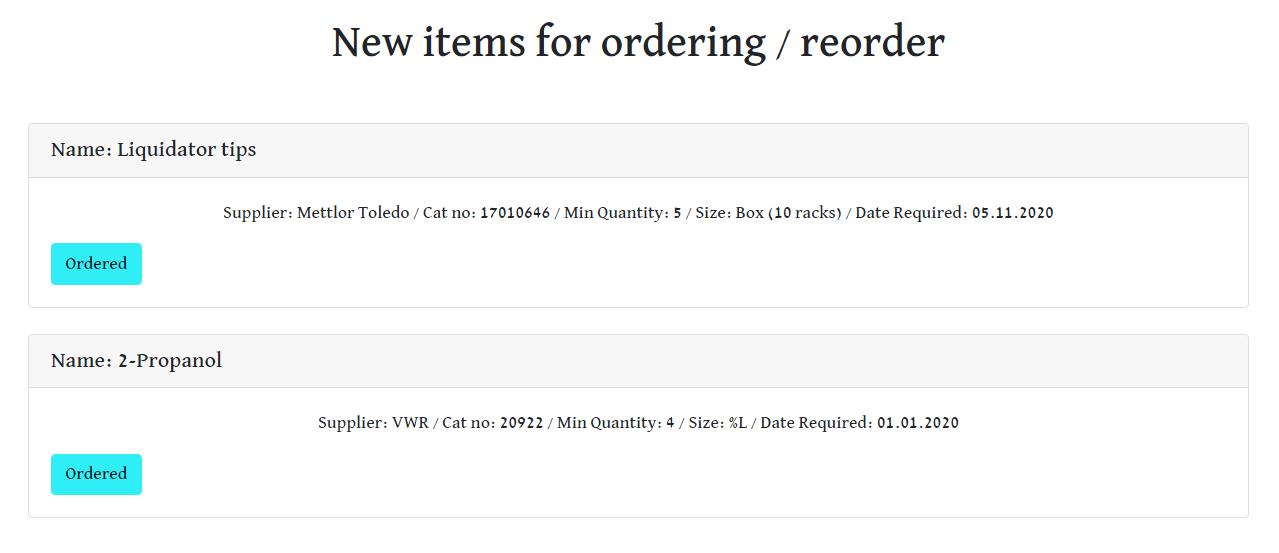 New items for ordering / reorder
Name: Liquidator tips
Supplier: Mettlor Toledo / Cat no: 17010646 / Min Quantity: 5 / Size: Box (10 racks) / Date Required: 05.11.2020
Ordered
Name: 2-Propanol
Supplier: VWR / Cat no: 20922 / Min Quantity: 4 / Size: %L / Date Required: 01.01.2020
Ordered